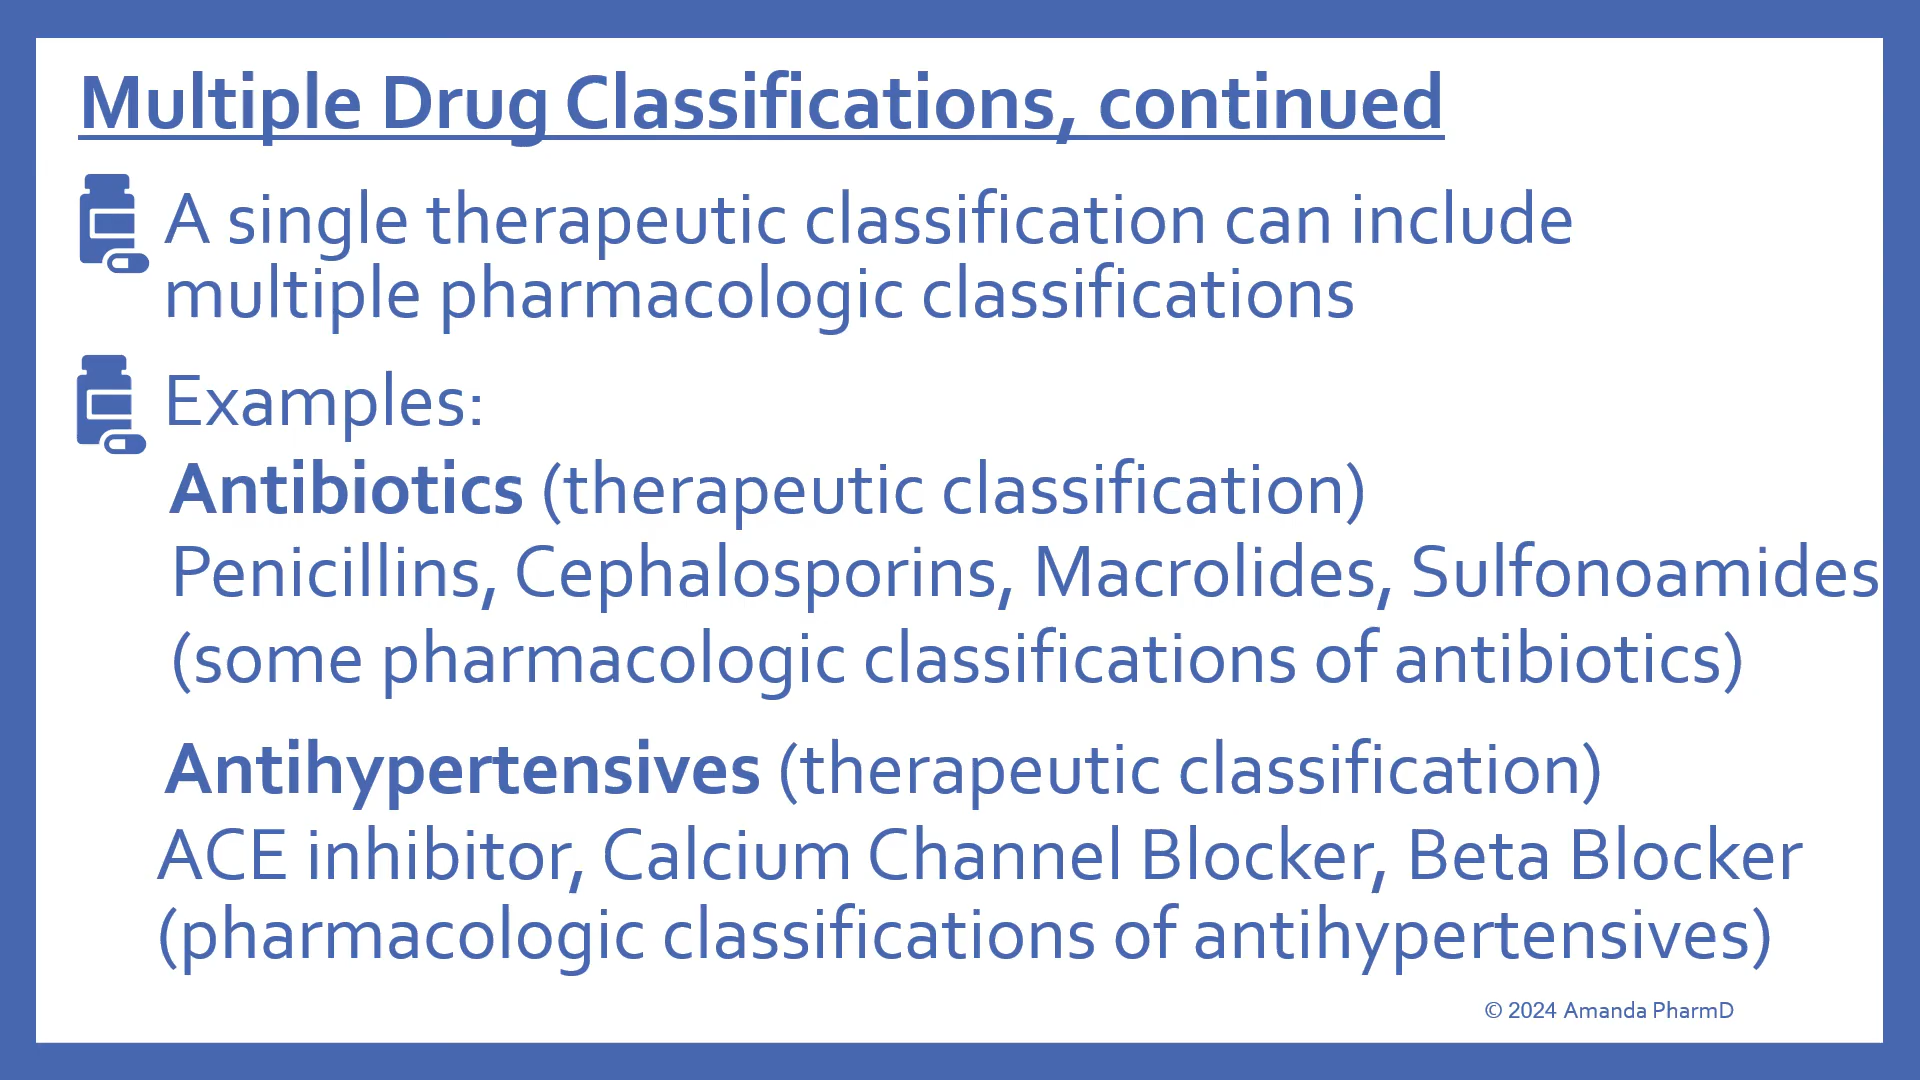 Multiple Drug Classifications, continued
A single therapeutic classification can include
multiple pharmacologic classifications
Examples:
Antibiotics (therapeutic classification)
Penicillins, Cephalosporins, Macrolides, Sulfonoamides
(some pharmacologic classifications of antibiotics)
Antihypertensives (therapeutic classification)
ACE inhibitor, Calcium Channel Blocker, Beta Blocker
(pharmacologic classifications of antihypertensives)
© 2024 Amanda PharmD